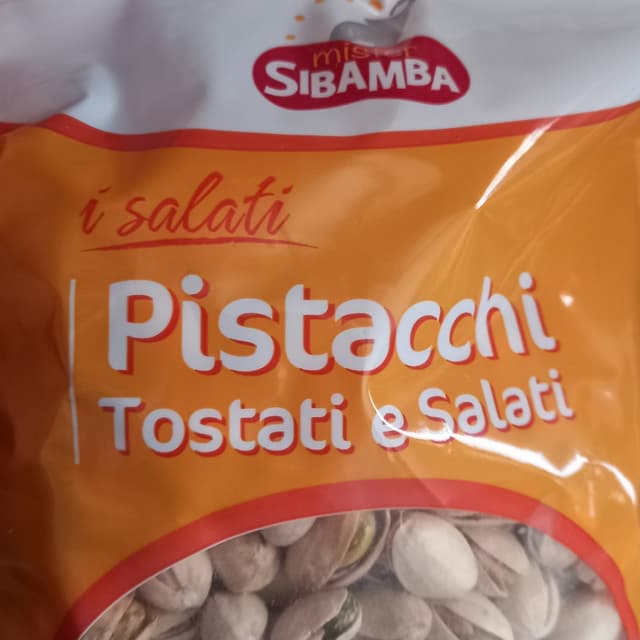 mister
SIBAMBA
i salati
Pistacchi
Tostati e Salati